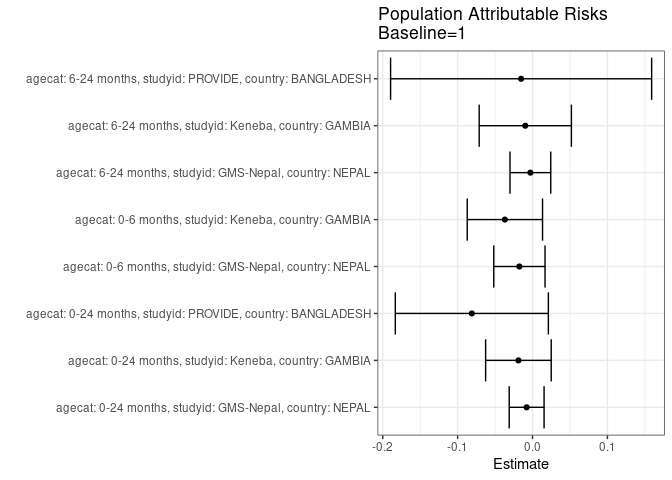 Population Attributable Risks
Baseline=1
agecat: 6-24 months, studyid: PROVIDE, country: BANGLADESH
agecat: 6-24 months, studyid: Keneba, country: GAMBIA
agecat: 6-24 months, studyid: GMS-Nepal, country: NEPAL
agecat: 0-6 months, studyid: Keneba, country: GAMBIA
agecat: 0-6 months, studyid: GMS-Nepal, country: NEPAL
agecat: 0-24 months, studyid: PROVIDE, country: BANGLADESH
agecat: 0-24 months, studyid: Keneba, country: GAMBIA
agecat: 0-24 months, studyid: GMS-Nepal, country: NEPAL
-0.2 -0.1 0.0 0.1
Estimate